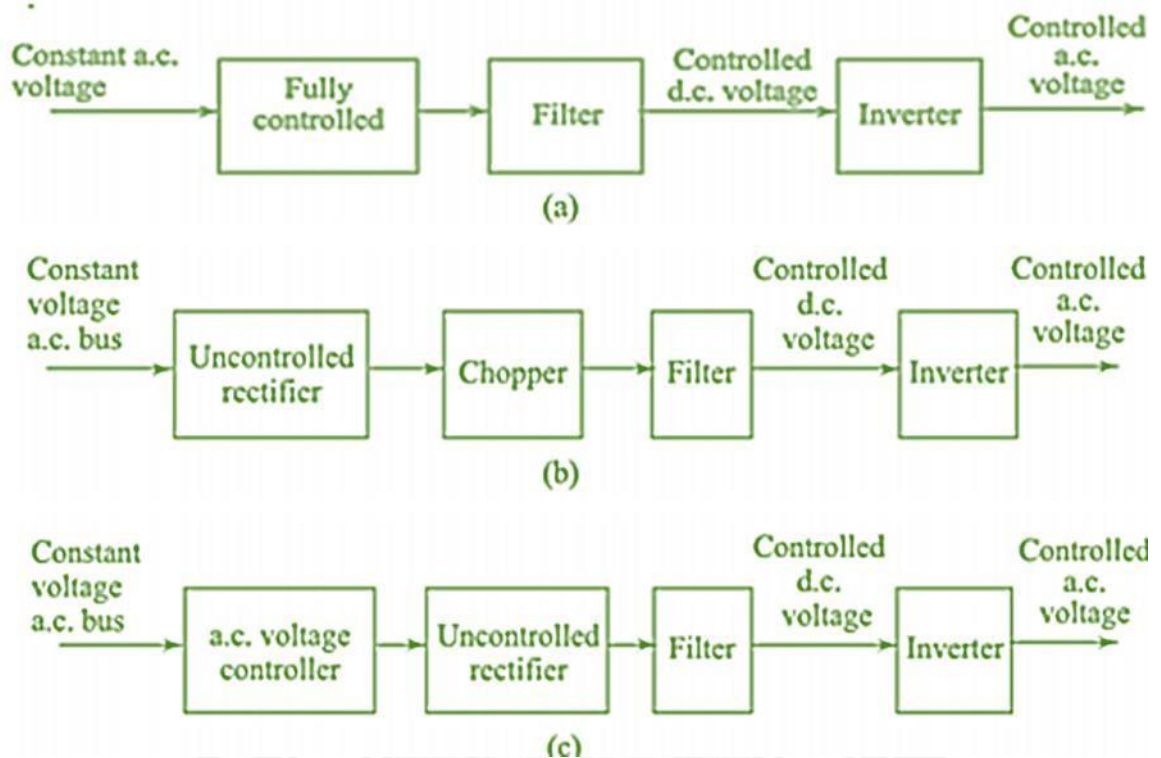 Constant a.c.
voltage
Fully
controlled
Filter
Controlled
d.c. voltage
Inverter
Controlled
a.c.
voltage
(a)
Constant
voltage
a.c. bus
Uncontrolled
rectifier
Chopper
Filter
Controlled
d.c.
voltage
Inverter
Controlled
a.c.
voltage
(b)
Constant
voltage
a.c. bus
a.c. voltage
controller
Uncontrolled
rectifier
Filter
Controlled
d.c.
voltage
Inverter
Controlled
a.c.
voltage
(c)